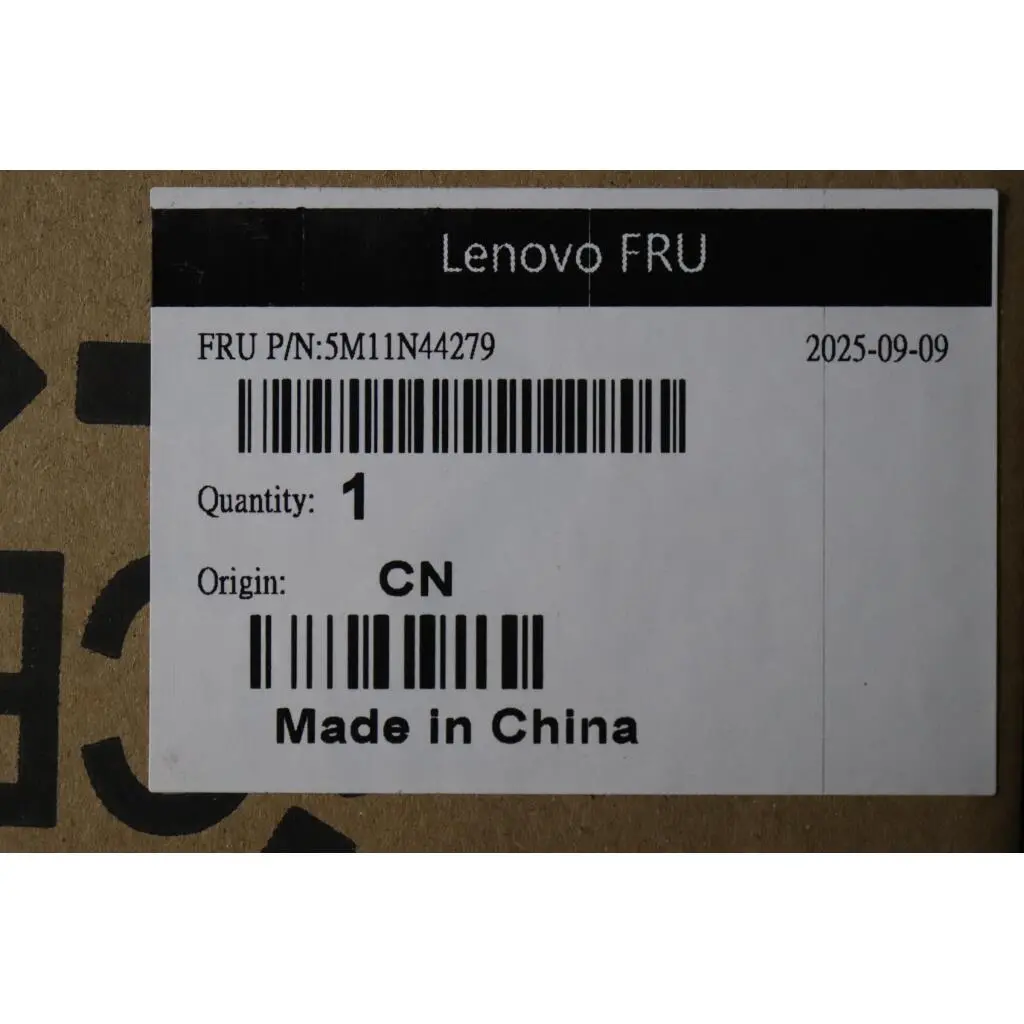 Lenovo FRU
FRU P/N:5M11N44279
2025-09-09
Quantity: 1
Origin: CN
Made in China